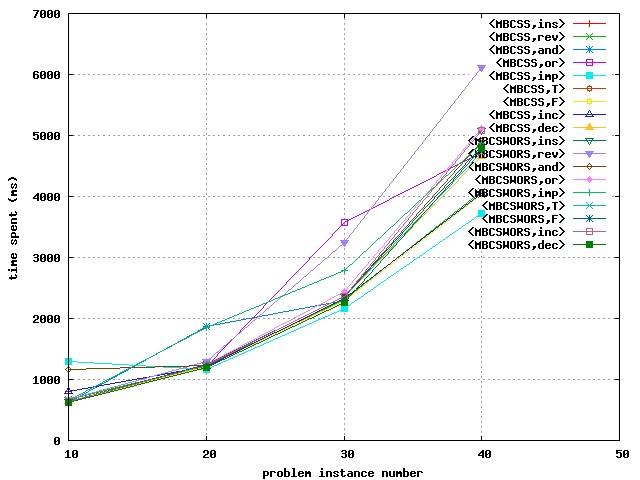 7000
6000
5000
4000
3000
2000
1000
0
10 20 30 40 50
time spent (ms)
problem instance number
<MBCSS,ins>
<MBCSS,rev>
<MBCSS,and>
<MBCSS,or>
<MBCSS,imp>
<MBCSS,T>
<MBCSS,F>
<MBCSS,inc>
<MBCSS,dec>
<MBCSWORS,ins>
<MBCSWORS,rev>
<MBCSWORS,and>
<MBCSWORS,or>
<MBCSWORS,imp>
<MBCSWORS,T>
<MBCSWORS,F>
<MBCSWORS,inc>
<MBCSWORS,dec>